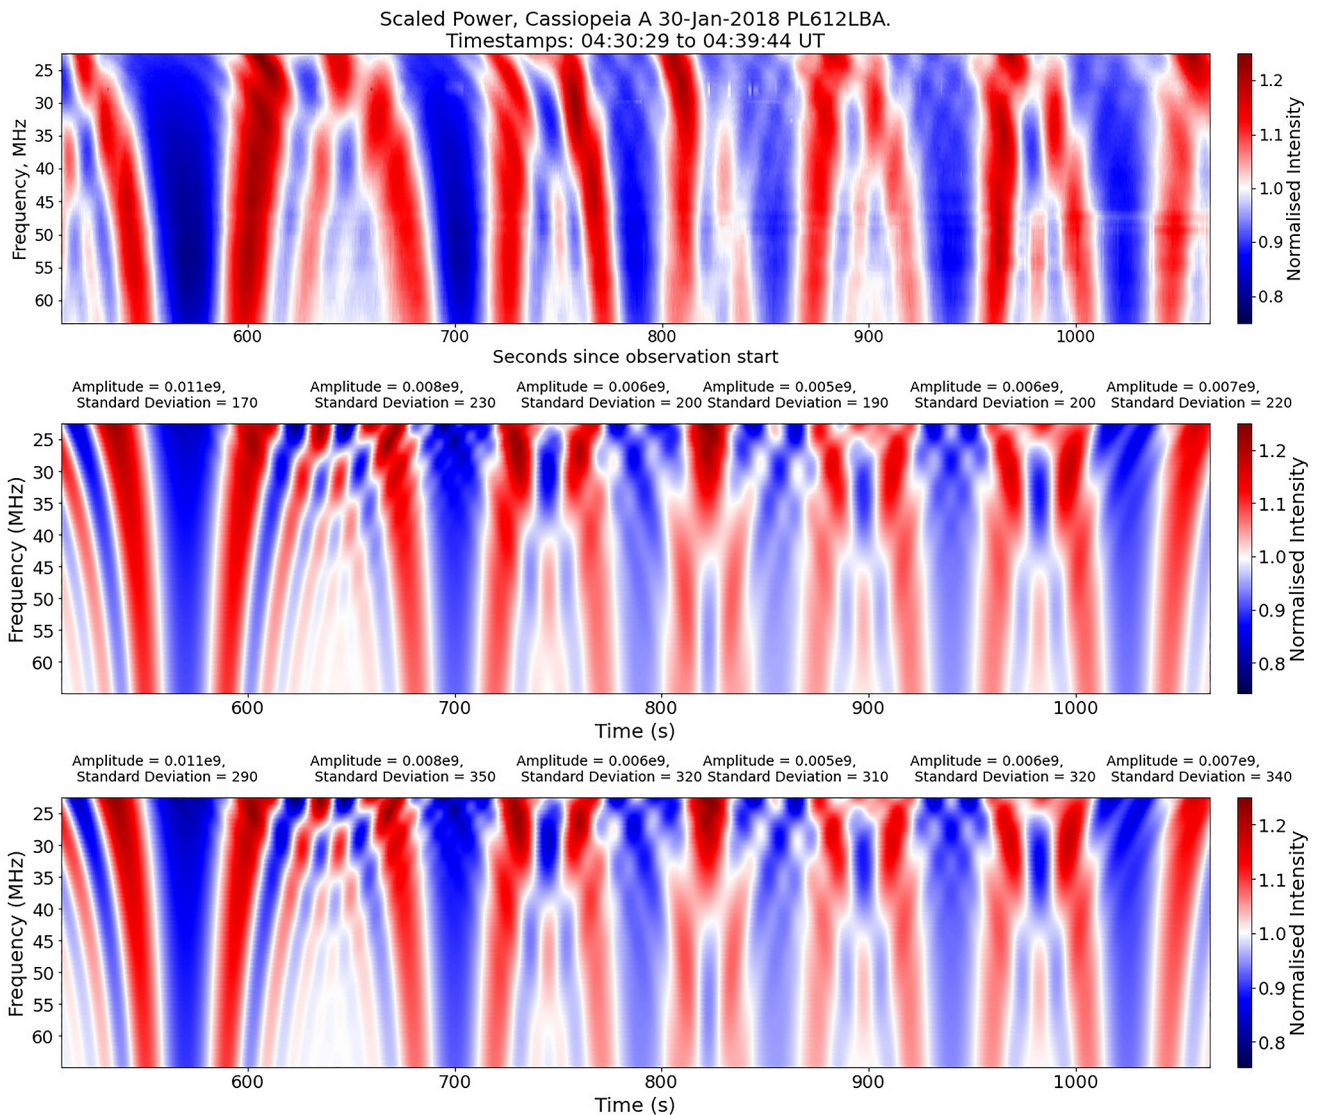 Scaled Power, Cassiopeia A 30-Jan-2018 PL612LBA.
Timestamps: 04:30:29 to 04:39:44 UT
Frequency, MHz
25
30
35
40
45
50
55
60
600
700
800
900
1000
Seconds since observation start
1.2
1.1
1.0
0.9
0.8
Normalised Intensity
Amplitude = 0.011e9,
Standard Deviation = 170
Amplitude = 0.008e9,
Standard Deviation = 230
Amplitude = 0.006e9,
Standard Deviation = 200
Amplitude = 0.005e9,
Standard Deviation = 190
Amplitude = 0.006e9,
Standard Deviation = 200
Amplitude = 0.007e9,
Standard Deviation = 220
Frequency (MHz)
25
30
35
40
45
50
55
60
600
700
800
900
1000
Time (s)
1.2
1.1
1.0
0.9
0.8
Normalised Intensity
Amplitude = 0.011e9,
Standard Deviation = 290
Amplitude = 0.008e9,
Standard Deviation = 350
Amplitude = 0.006e9,
Standard Deviation = 320
Amplitude = 0.005e9,
Standard Deviation = 310
Amplitude = 0.006e9,
Standard Deviation = 320
Amplitude = 0.007e9,
Standard Deviation = 340
Frequency (MHz)
25
30
35
40
45
50
55
60
600
700
800
900
1000
Time (s)
1.2
1.1
1.0
0.9
0.8
Normalised Intensity